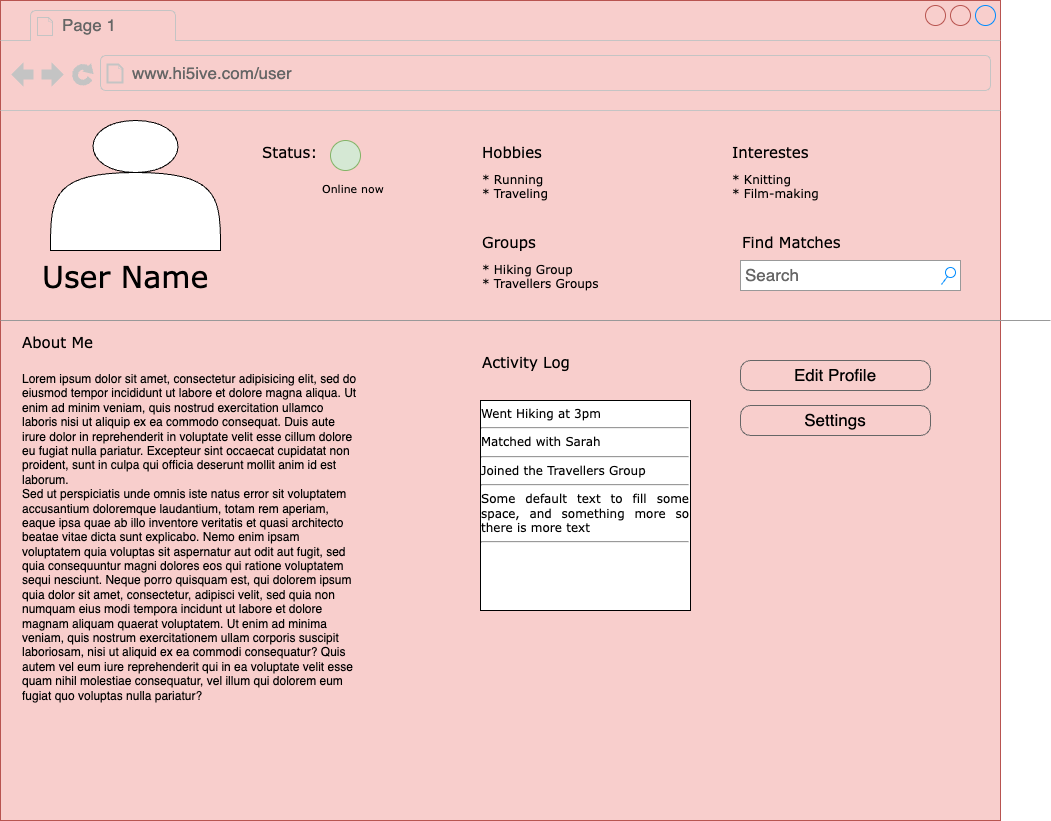 Page 1
www.hi5ive.com/user
Status:
Online now
Hobbies
* Running
* Traveling
Interestes
* Knitting
* Film-making
User Name
Groups
* Hiking Group
* Travellers Groups
Find Matches
Search
About Me
Lorem ipsum dolor sit amet, consectetur adipisicing elit, sed do
eiusmod tempor incididunt ut labore et dolore magna aliqua. Ut
enim ad minim veniam, quis nostrud exercitation ullamco
laboris nisi ut aliquip ex ea commodo consequat. Duis aute
irure dolor in reprehenderit in voluptate velit esse cillum dolore
eu fugiat nulla pariatur. Excepteur sint occaecat cupidatat non
proident, sunt in culpa qui officia deserunt mollit anim id est
laborum.
Sed ut perspiciatis unde omnis iste natus error sit voluptatem
accusantium doloremque laudantium, totam rem aperiam,
eaque ipsa quae ab illo inventore veritatis et quasi architecto
beatae vitae dicta sunt explicabo. Nemo enim ipsam
voluptatem quia voluptas sit aspernatur aut odit aut fugit, sed
quia consequuntur magni dolores eos qui ratione voluptatem
sequi nesciunt. Neque porro quisquam est, qui dolorem ipsum
quia dolor sit amet, consectetur, adipisci velit, sed quia non
numquam eius modi tempora incidunt ut labore et dolore
magnam aliquam quaerat voluptatem. Ut enim ad minima
veniam, quis nostrum exercitationem ullam corporis suscipit
laboriosam, nisi ut aliquid ex ea commodi consequatur? Quis
autem vel eum iure reprehenderit qui in ea voluptate velit esse
quam nihil molestiae consequatur, vel illum qui dolorem eum
fugiat quo voluptas nulla pariatur?
Activity Log
Went Hiking at 3pm
Matched with Sarah
Joined the Travellers Group
Some default text to fill some
space, and something more so
there is more text
Edit Profile
Settings